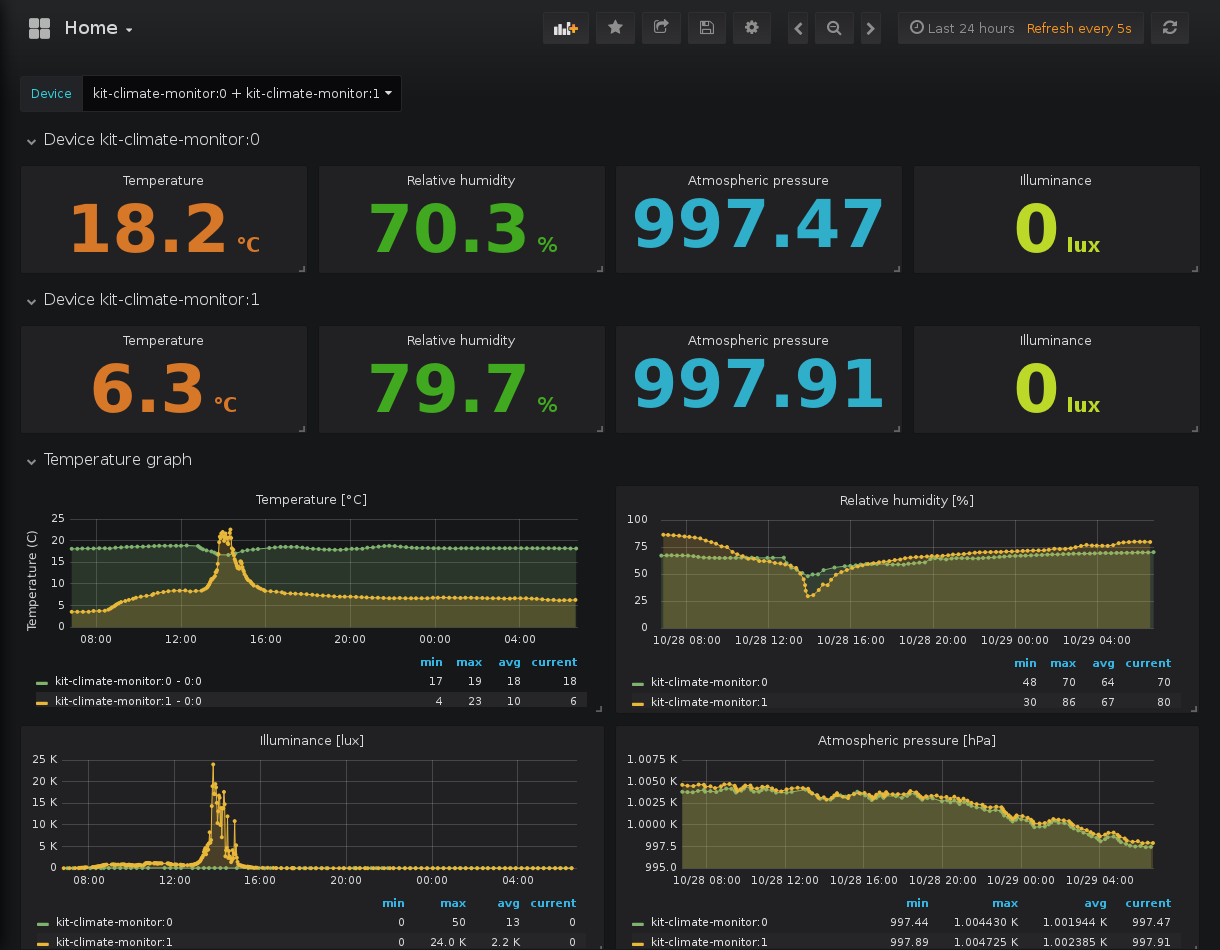 Home
Last 24 hours Refresh every 5s
Device kit-climate-monitor:0 + kit-climate-monitor:1
Device kit-climate-monitor:0
Temperature Relative humidity Atmospheric pressure Illuminance
18.2 °C 70.3 % 997.47 0 lux
Device kit-climate-monitor:1
Temperature Relative humidity Atmospheric pressure Illuminance
6.3 °C 79.7 % 997.91 0 lux
Temperature graph
Temperature [°C]
Temperature (C)
25
20
15
10
5
0
08:00 12:00 16:00 20:00 00:00 04:00
min max avg current
kit-climate-monitor:0 - 0:0 17 19 18 18
kit-climate-monitor:1 - 0:0 4 23 10 6
Relative humidity [%]
100
75
50
25
0
10/28 08:00 10/28 12:00 10/28 16:00 10/28 20:00 10/29 00:00 10/29 04:00
min max avg current
kit-climate-monitor:0 48 70 64 70
kit-climate-monitor:1 30 86 67 80
Illuminance [lux]
25 K
20 K
15 K
10 K
5 K
0
08:00 12:00 16:00 20:00 00:00 04:00
min max avg current
kit-climate-monitor:0 0 50 13 0
kit-climate-monitor:1 0 24.0 K 2.2 K 0
Atmospheric pressure [hPa]
1.0075 K
1.0050 K
1.0025 K
1.0000 K
997.5
995.0
10/28 08:00 10/28 12:00 10/28 16:00 10/28 20:00 10/29 00:00 10/29 04:00
min max avg current
kit-climate-monitor:0 997.44 1.004430 K 1.001944 K 997.47
kit-climate-monitor:1 997.89 1.004725 K 1.002385 K 997.91